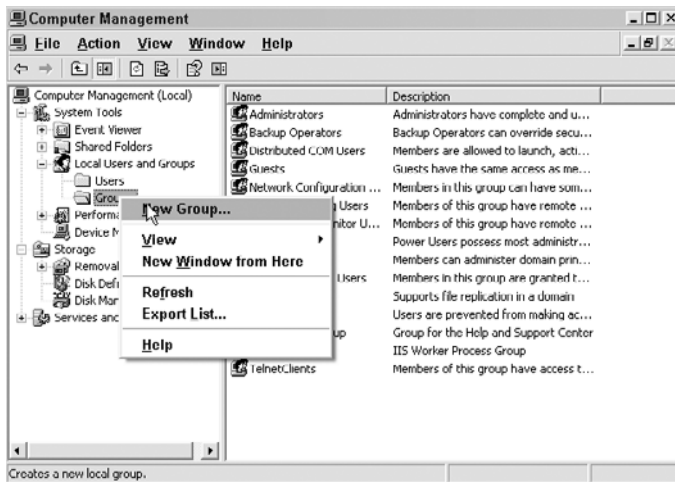 Computer Management
File Action View Window Help
Computer Management (Local)
System Tools
Event Viewer
Shared Folders
Local Users and Groups
Users
Grou
Performa
Device M
Storage
Removal
Disk Defr
Disk Man
Services and
New Group...
View
New Window from Here
Refresh
Export List...
Help
Name Description
Administrators Administrators have complete and u...
Backup Operators Backup Operators can override secu...
Distributed COM Users Members are allowed to launch, acti...
Guests Guests have the same access as me...
Network Configuration ... Members in this group can have som...
Users Members of this group have remote ...
nitor U... Members of this group have remote ...
Power Users possess most administr...
Members can administer domain prin...
Users Members in this group are granted t...
Supports file replication in a domain
Users are prevented from making ac...
up Group for the Help and Support Center
IIS Worker Process Group
TelnetClients Members of this group have access t...
Creates a new local group.